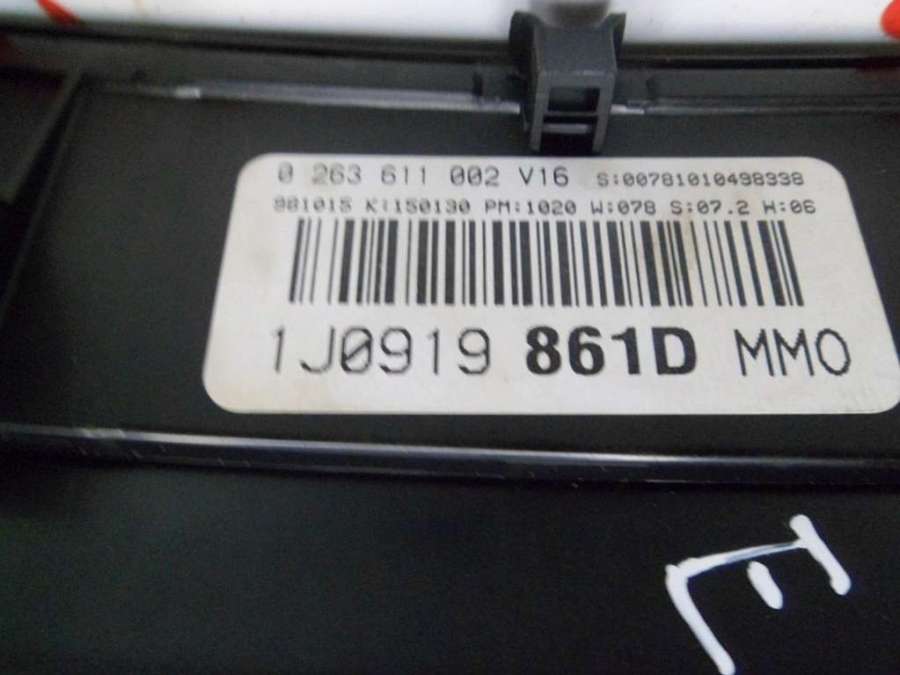 0 263 611 002 V16 S:00781010498338
981015 K:150130 PM:1020 W:078 S:07.2 H:06
1J0919 861D MMO
E